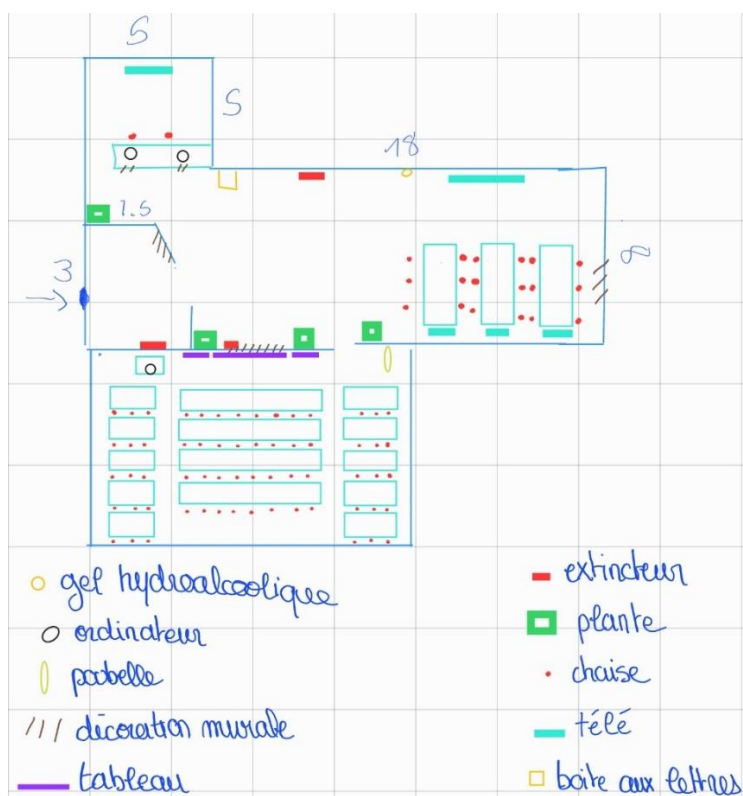 5
5
18
1.5
3
8
gel hydroalcoolique
ordinateur
poubelle
décoration murale
tableau
extincteur
plante
chaise
télé
boite aux lettres